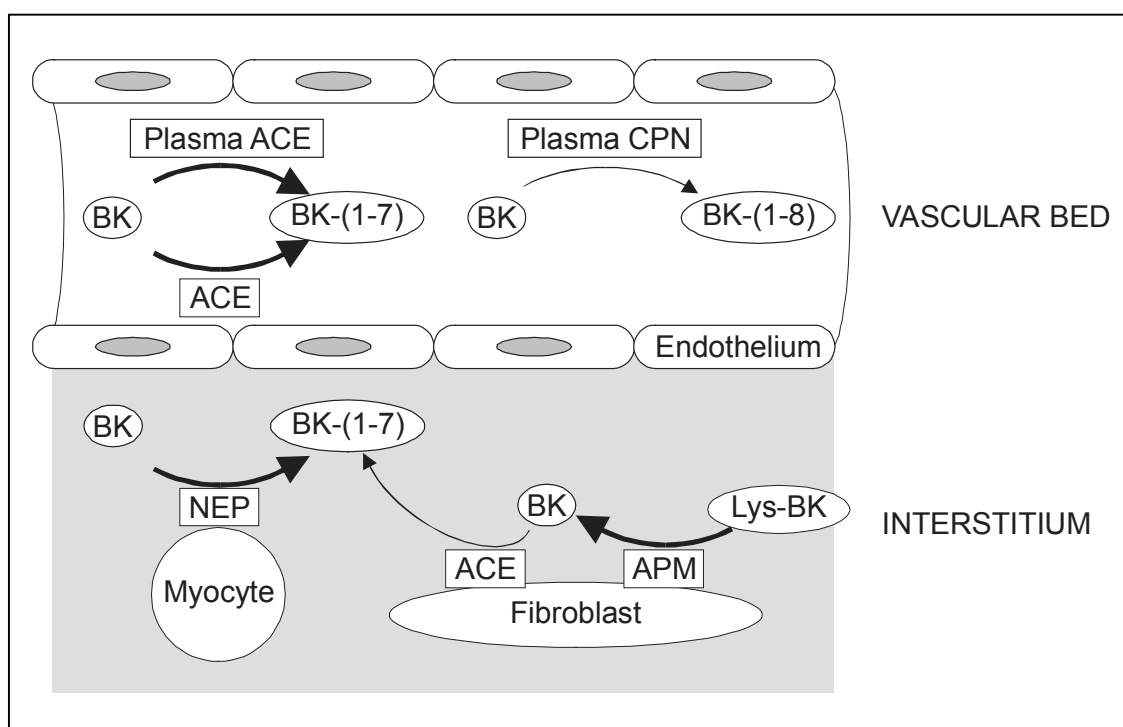 Plasma ACE
Plasma CPN
BK
BK-(1-7)
BK
BK-(1-8)
VASCULAR BED
ACE
Endothelium
BK
BK-(1-7)
NEP
BK
Lys-BK
INTERSTITIUM
Myocyte
ACE
APM
Fibroblast